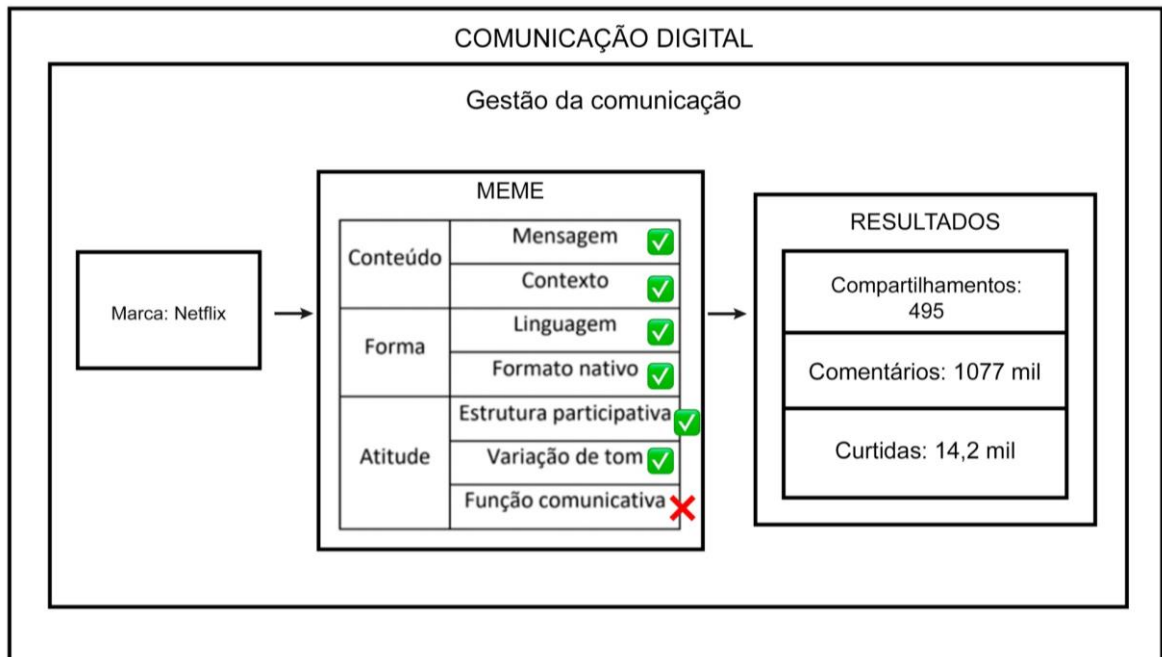 COMUNICAÇÃO DIGITAL
Gestão da comunicação
Marca: Netflix
MEME
Conteúdo
Mensagem
Contexto
Forma
Linguagem
Formato nativo
Atitude
Estrutura participativa
Variação de tom
Função comunicativa
RESULTADOS
Compartilhamentos:
495
Comentários: 1077 mil
Curtidas: 14,2 mil